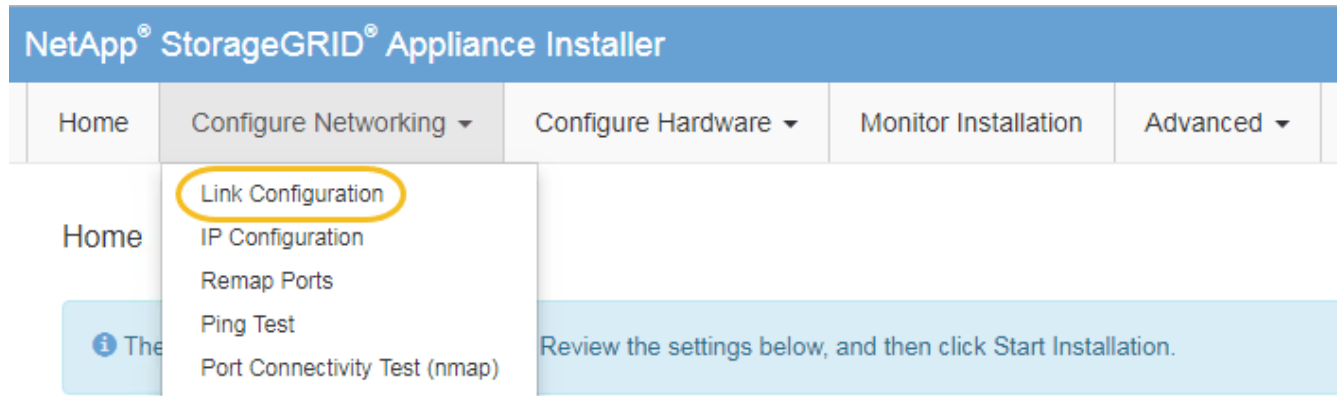 NetApp® StorageGRID® Appliance Installer
Home Configure Networking Configure Hardware Monitor Installation Advanced
Link Configuration
Home IP Configuration
Remap Ports
Ping Test
The Review the settings below, and then click Start Installation.
Port Connectivity Test (nmap)